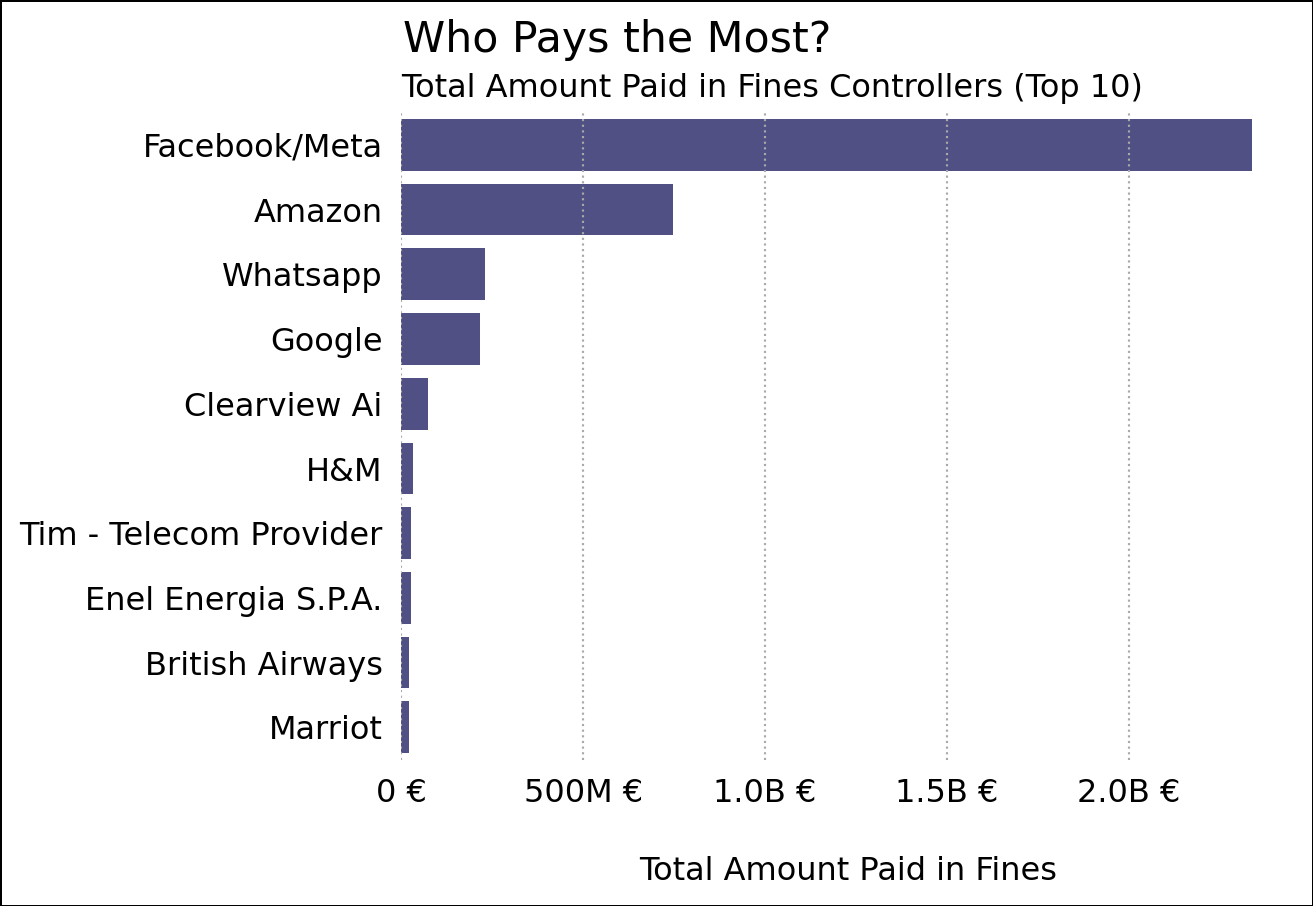 Who Pays the Most?
Total Amount Paid in Fines Controllers (Top 10)
Facebook/Meta
Amazon
Whatsapp
Google
Clearview Ai
H&M
Tim - Telecom Provider
Enel Energia S.P.A.
British Airways
Marriot
0 € 500M € 1.0B € 1.5B € 2.0B €
Total Amount Paid in Fines